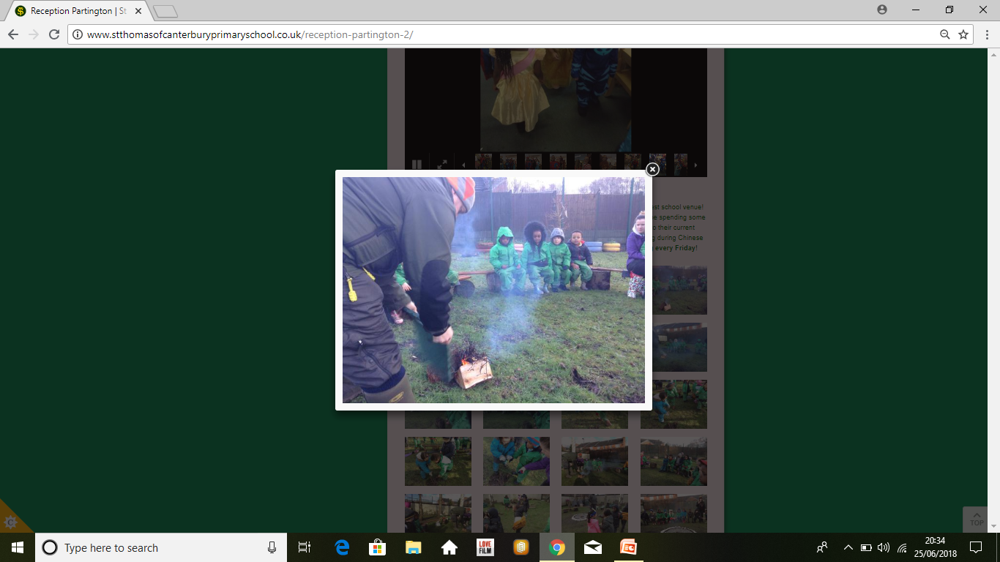 Reception Partington | St
www.stthomasofcanterburyprimaryschool.co.uk/reception-partington-2/
est school venue!
e spending some
o their current
g during Chinese
every Friday!
TOP
Type here to search
LOVE
FiLM
20:34
25/06/2018